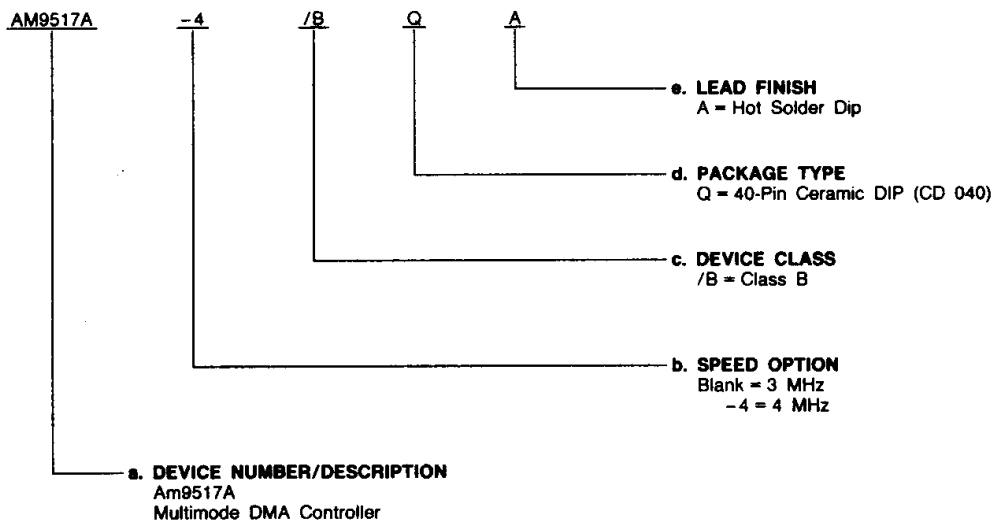 AM9517A -4 /B Q A
e. LEAD FINISH
A = Hot Solder Dip
d. PACKAGE TYPE
Q = 40-Pin Ceramic DIP (CD 040)
c. DEVICE CLASS
/B = Class B
b. SPEED OPTION
Blank = 3 MHz
-4 = 4 MHz
a. DEVICE NUMBER/DESCRIPTION
Am9517A
Multimode DMA Controller